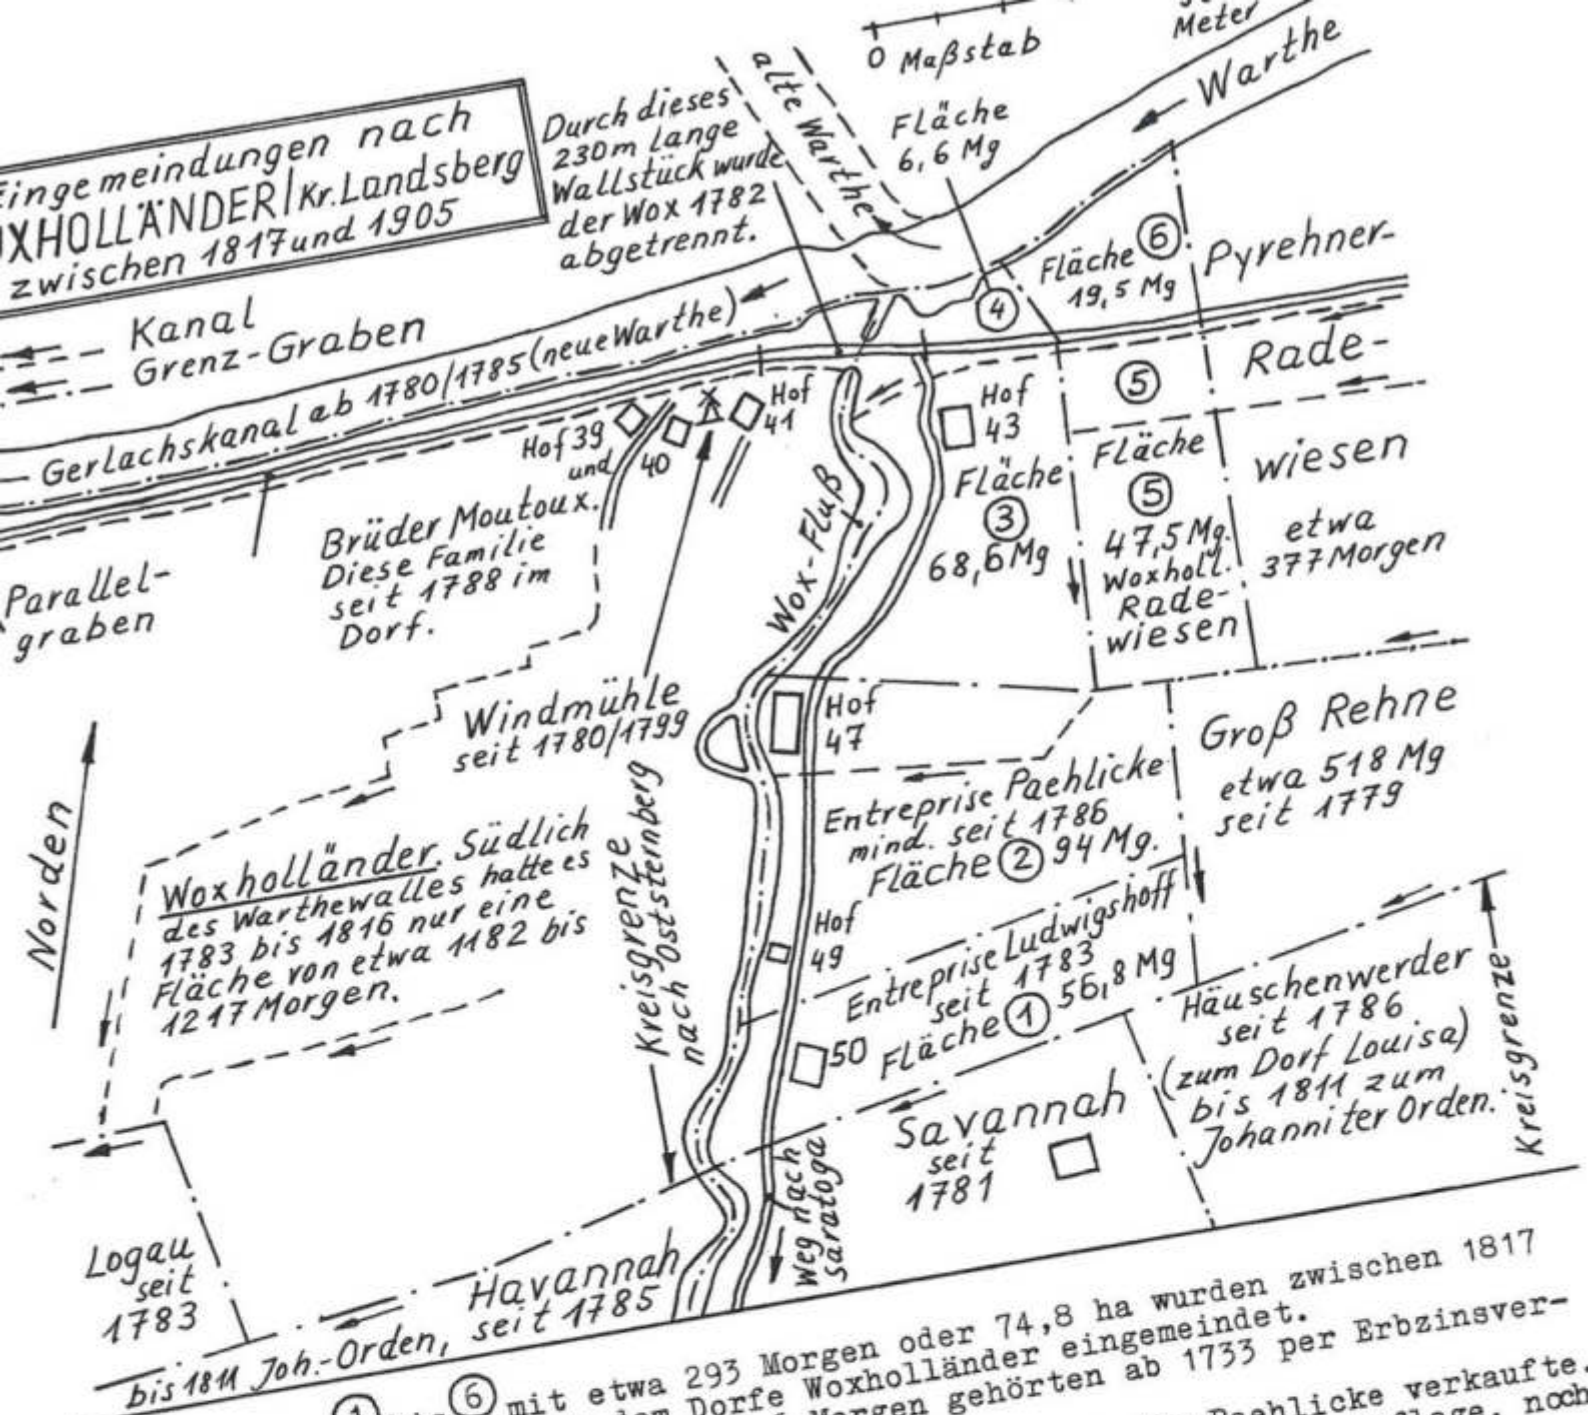 0 Maßstab
Meter
Eingemeindungen nach
WOXHOLLÄNDER/Kr. Landsberg
zwischen 1817 und 1905
Durch dieses
230m lange
Wallstück wurde
der Wox 1782
abgetrennt.
alte Warthe
Fläche
6,6 Mg
Warthe
Kanal
Grenz-Graben
Gerlachskanal ab 1780/1785 (neue Warthe)
4
Fläche 6
19,5 Mg
Pyrehner-
Rade-
wiesen
etwa
377 Morgen
5
Fläche
5
47,5 Mg.
Woxholl.
Rade-
wiesen
Hof
43
Fläche
3
68,6 Mg
Hof
41
Hof 39
und 40
Brüder Moutoux.
Diese Familie
seit 1788 im
Dorf.
Parallel-
graben
Wox-Fluß
Windmühle
seit 1780/1799
Hof
47
Groß Rehne
etwa 518 Mg
seit 1779
Entreprise Paehlicke
mind. seit 1786
Fläche 2 94 Mg.
Norden
Woxholländer. Südlich
des Warthewalles hatte es
1783 bis 1816 nur eine
Fläche von etwa 1182 bis
1217 Morgen.
Kreisgrenze
nach Oststernberg
Hof
49
Entreprise Ludwigshoff
seit 1783
Fläche 1 56,8 Mg
50
Häuschenwerder
seit 1786
(zum Dorf Louisa)
bis 1811 zum
Johanniter Orden.
Kreisgrenze
Savannah
seit
1781
Weg nach
Saratoga
Logau
seit
1783
Havannah
bis 1811 Joh.-Orden, seit 1785
1 6 mit etwa 293 Morgen oder 74,8 ha wurden zwischen 1817
Dorfe Woxholländer eingemeindet.
Morgen gehörten ab 1733 per Erbzinsver-
Paehlicke verkaufte.
noch